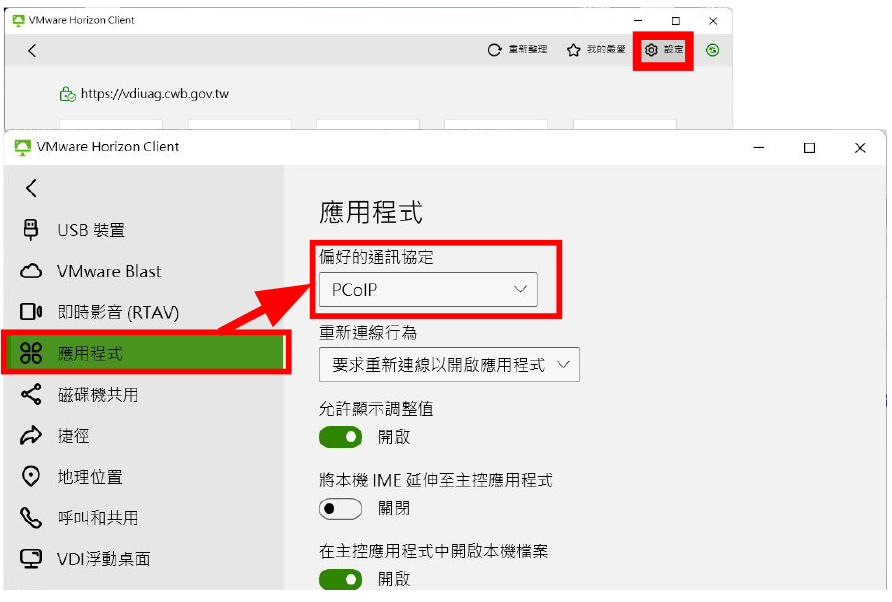 VMware Horizon Client
重新整理 我的最愛 設定
https://vdiuag.cwb.gov.tw
VMware Horizon Client
USB 裝置
VMware Blast
即時影音 (RTAV)
應用程式
磁碟機共用
捷徑
地理位置
呼叫和共用
VDI浮動桌面
應用程式
偏好的通訊協定
PCoIP
重新連線行為
要求重新連線以開啟應用程式
允許顯示調整值
開啟
將本機 IME 延伸至主控應用程式
關閉
在主控應用程式中開啟本機檔案
開啟